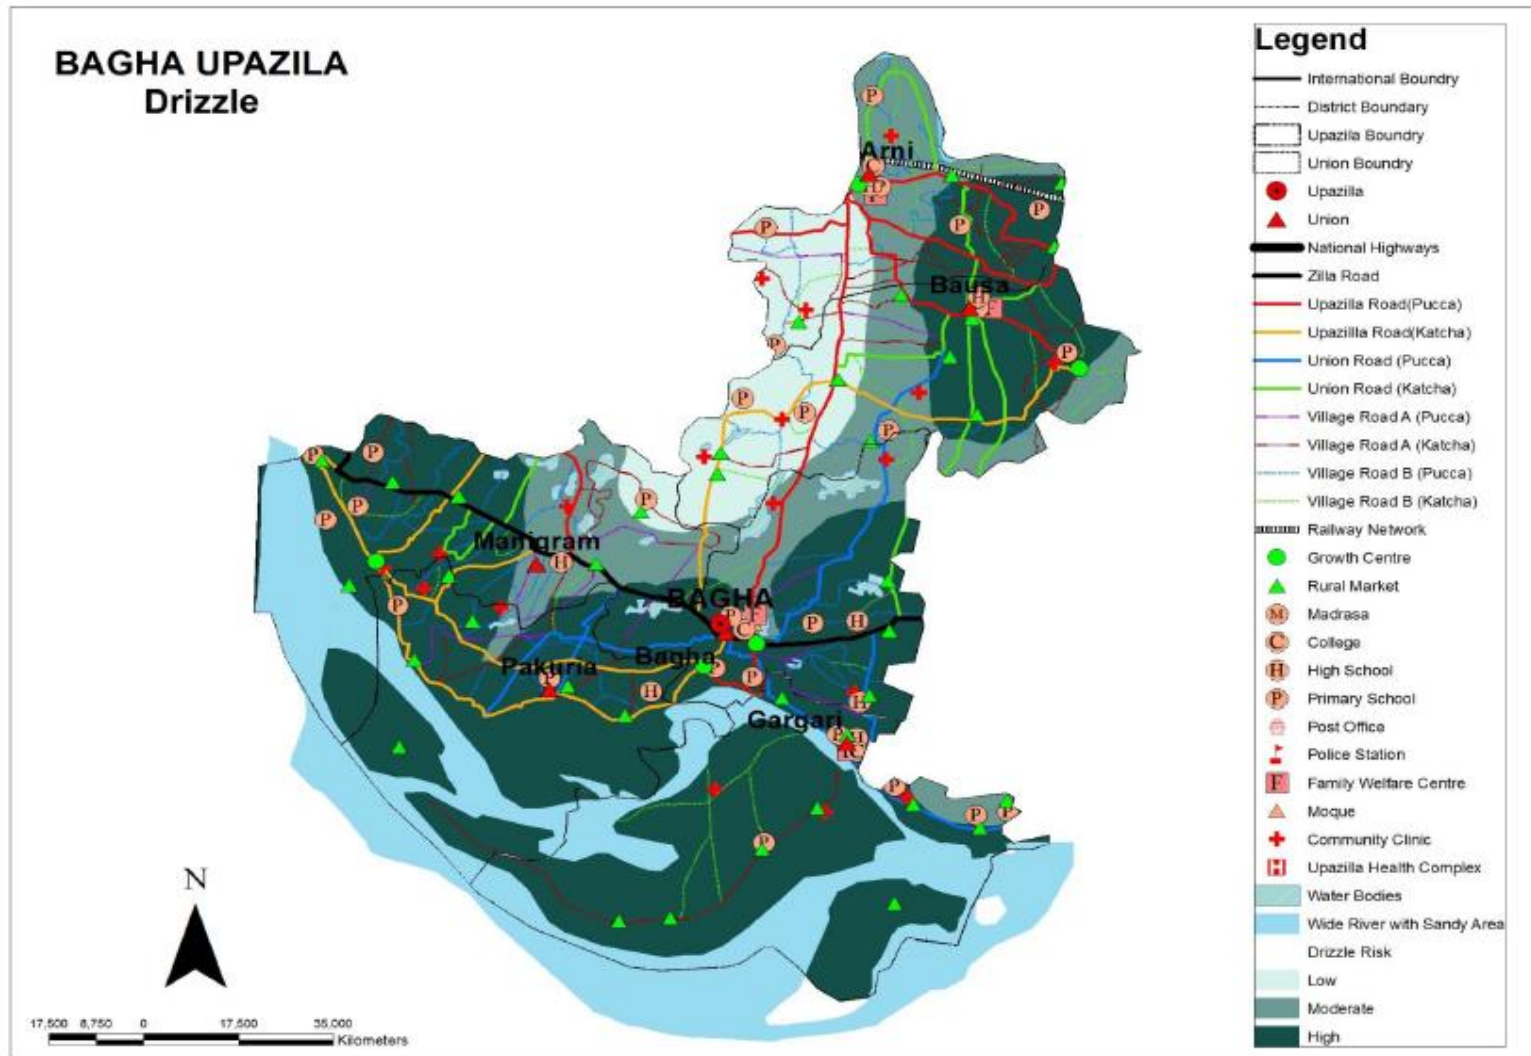 BAGHA UPAZILA
Drizzle
Arni
Bausa
Manigram
BAGHA
Bagha
Pakuria
Gargari
N
17,500 8,750 0 17,500 35,000
Kilometers
Legend
International Boundry
District Boundary
Upazila Boundry
Union Boundry
Upazilla
Union
National Highways
Zilla Road
Upazilla Road(Pucca)
Upazillla Road(Katcha)
Union Road (Pucca)
Union Road (Katcha)
Village Road A (Pucca)
Village Road A (Katcha)
Village Road B (Pucca)
Village Road B (Katcha)
Railway Network
Growth Centre
Rural Market
M Madrasa
C College
H High School
P Primary School
Post Office
Police Station
F Family Welfare Centre
Moque
Community Clinic
H Upazilla Health Complex
Water Bodies
Wide River with Sandy Area
Drizzle Risk
Low
Moderate
High